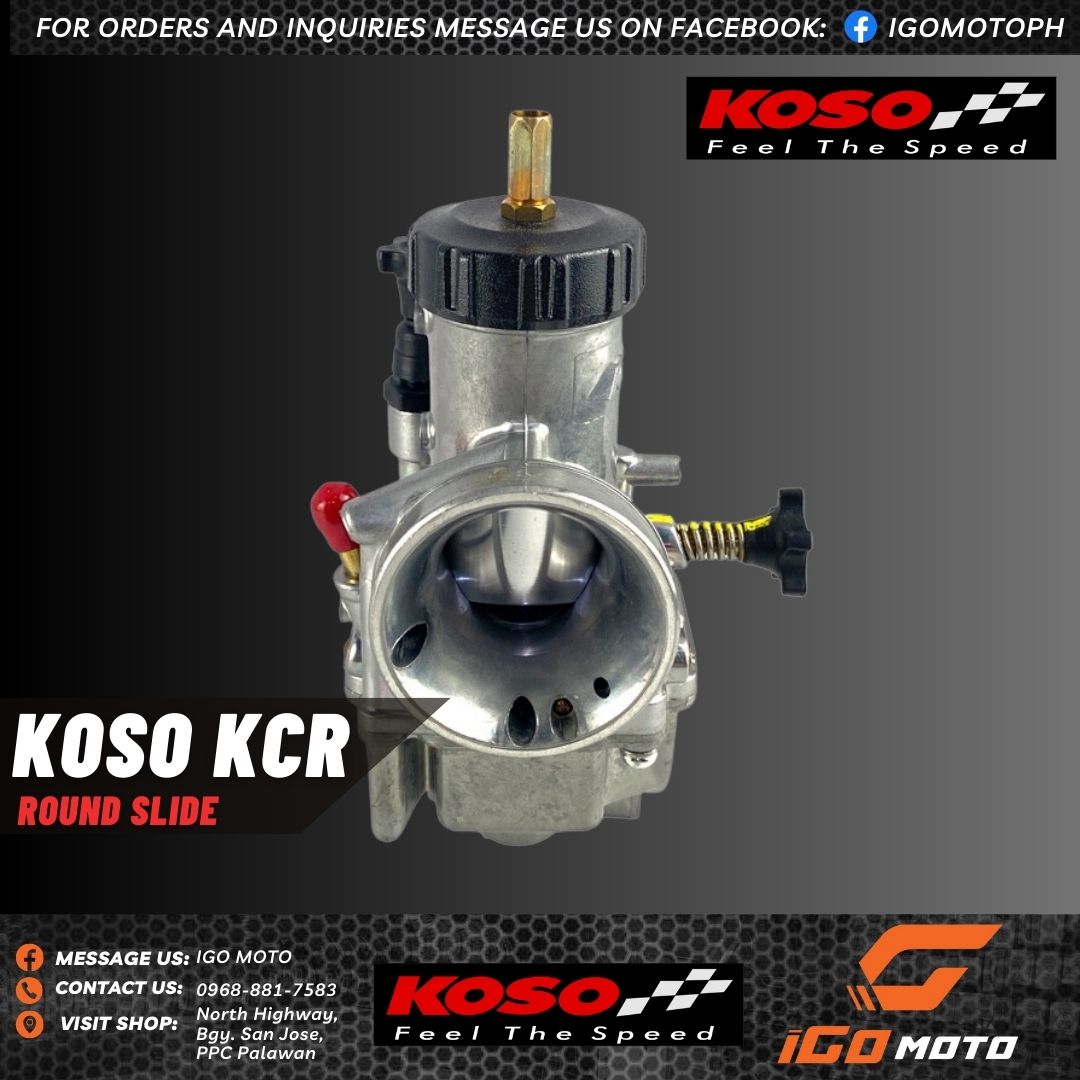 FOR ORDERS AND INQUIRIES MESSAGE US ON FACEBOOK: IGOMOTOPH
KOSO
Feel The Speed
KOSO KCR
ROUND SLIDE
MESSAGE US: IGO MOTO
CONTACT US: 0968-881-7583
VISIT SHOP: North Highway,
Bgy. San Jose,
PPC Palawan
KOSO
Feel The Speed
iGO MOTO